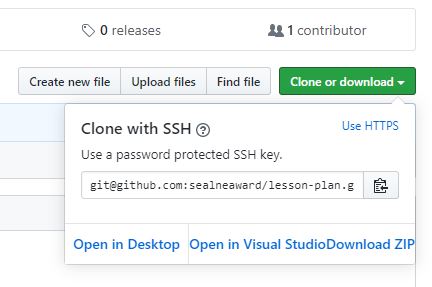 0 releases
1 contributor
Create new file
Upload files
Find file
Clone or download
Clone with SSH
Use HTTPS
Use a password protected SSH key.
git@github.com:sealneaward/lesson-plan.g
Open in Desktop
Open in Visual Studio
Download ZIP